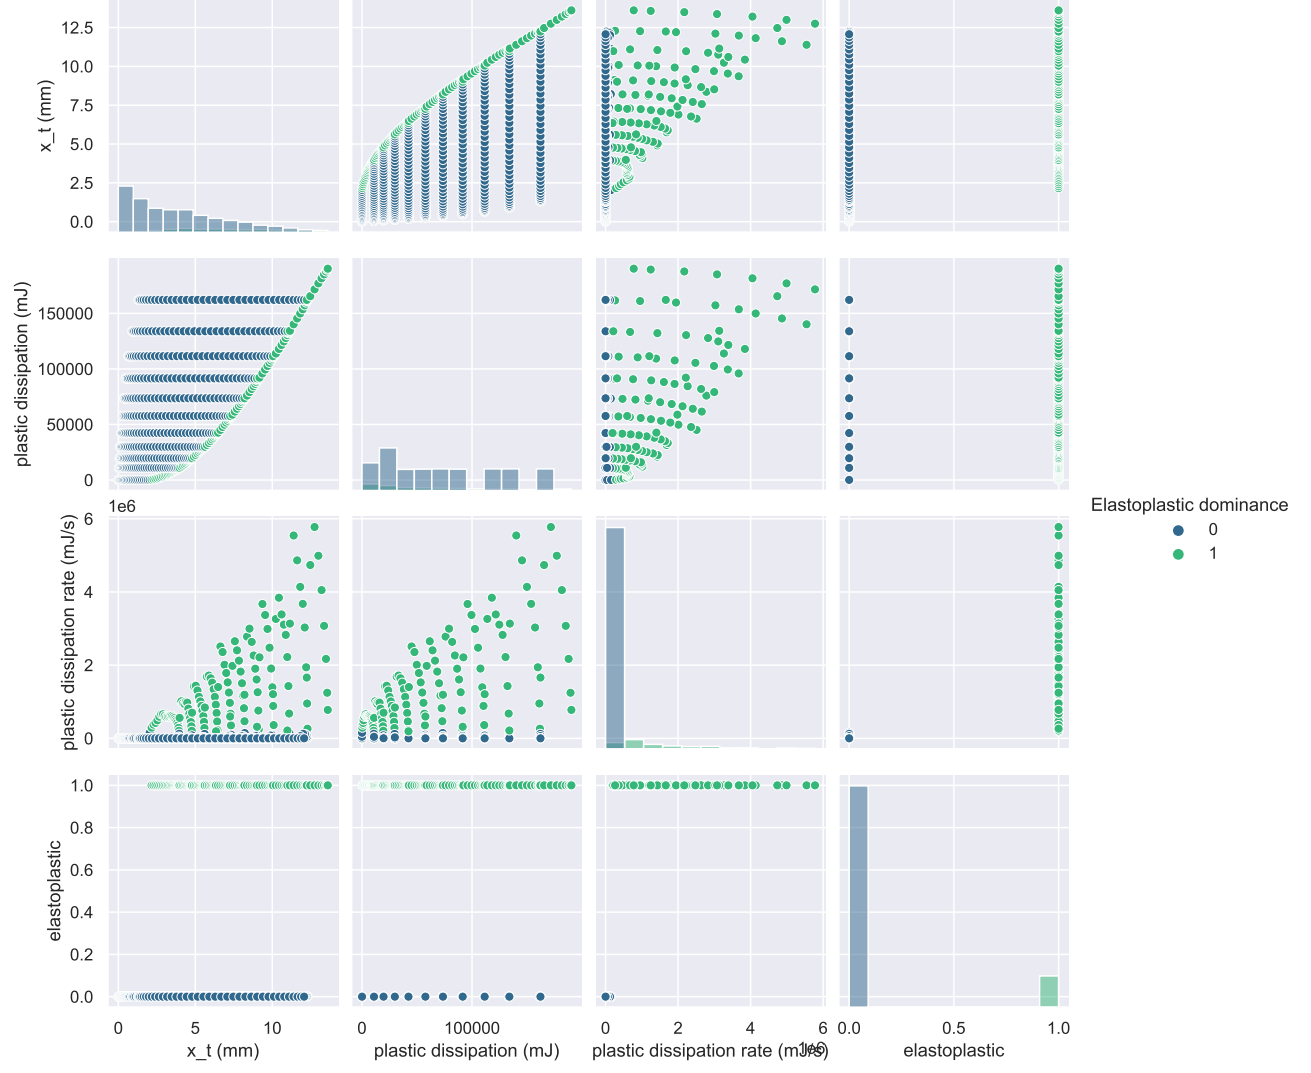 12.5
10.0
7.5
5.0
2.5
0.0
x_t (mm)
150000
100000
50000
0
plastic dissipation (mJ)
1e6
6
4
2
0
plastic dissipation rate (mJ/s)
Elastoplastic dominance
0
1
1.0
0.8
0.6
0.4
0.2
0.0
elastoplastic
0 5 10
x_t (mm)
0 100000
plastic dissipation (mJ)
0 2 4 6
1e6
plastic dissipation rate (mJ/s)
0.0 0.5 1.0
elastoplastic